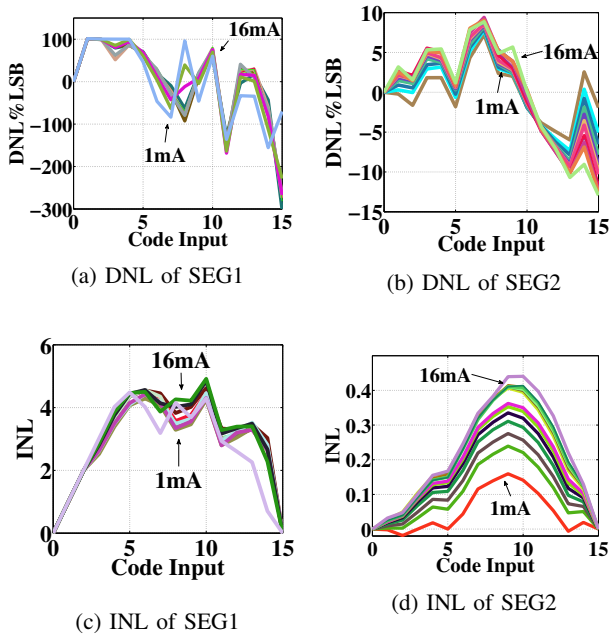 100
0
-100
-200
-300
DNL % LSB
16mA
1mA
0 5 10 15
Code Input
(a) DNL of SEG1
10
5
0
-5
-10
-15
DNL % LSB
16mA
1mA
0 5 10 15
Code Input
(b) DNL of SEG2
6
4
2
0
INL
16mA
1mA
0 5 10 15
Code Input
(c) INL of SEG1
0.5
0.4
0.3
0.2
0.1
0
INL
16mA
1mA
0 5 10 15
Code Input
(d) INL of SEG2